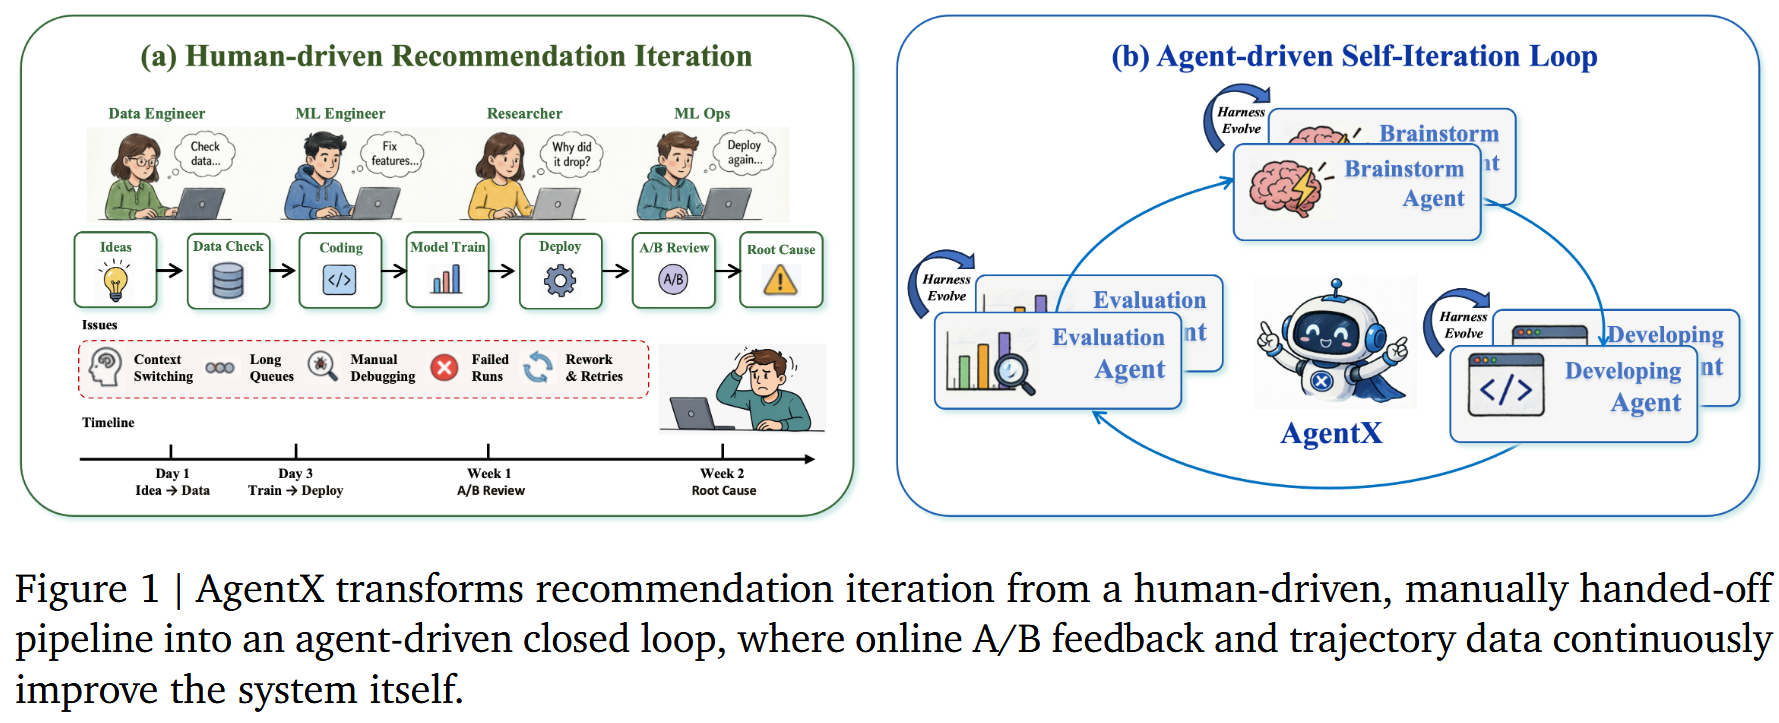 (a) Human-driven Recommendation Iteration
Data Engineer
ML Engineer
Researcher
ML Ops
Check
data...
Fix
features...
Why did
it drop?
Deploy
again...
Ideas
Data Check
Coding
Model Train
Deploy
A/B Review
Root Cause
</>
A/B
Issues
Context
Switching
Long
Queues
Manual
Debugging
Failed
Runs
Rework
& Retries
Timeline
Day 1
Idea → Data
Day 3
Train → Deploy
Week 1
A/B Review
Week 2
Root Cause
(b) Agent-driven Self-Iteration Loop
Harness
Evolve
Brainstorm
nt
Brainstorm
Agent
Harness
Evolve
Evaluation
nt
Evaluation
Agent
Harness
Evolve
Developing
nt
</>
Developing
Agent
X
AgentX
Figure 1 | AgentX transforms recommendation iteration from a human-driven, manually handed-off
pipeline into an agent-driven closed loop, where online A/B feedback and trajectory data continuously
improve the system itself.